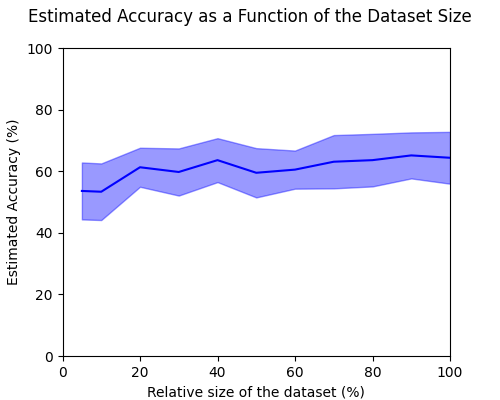 Estimated Accuracy as a Function of the Dataset Size
100
80
60
40
20
0
Estimated Accuracy (%)
0 20 40 60 80 100
Relative size of the dataset (%)